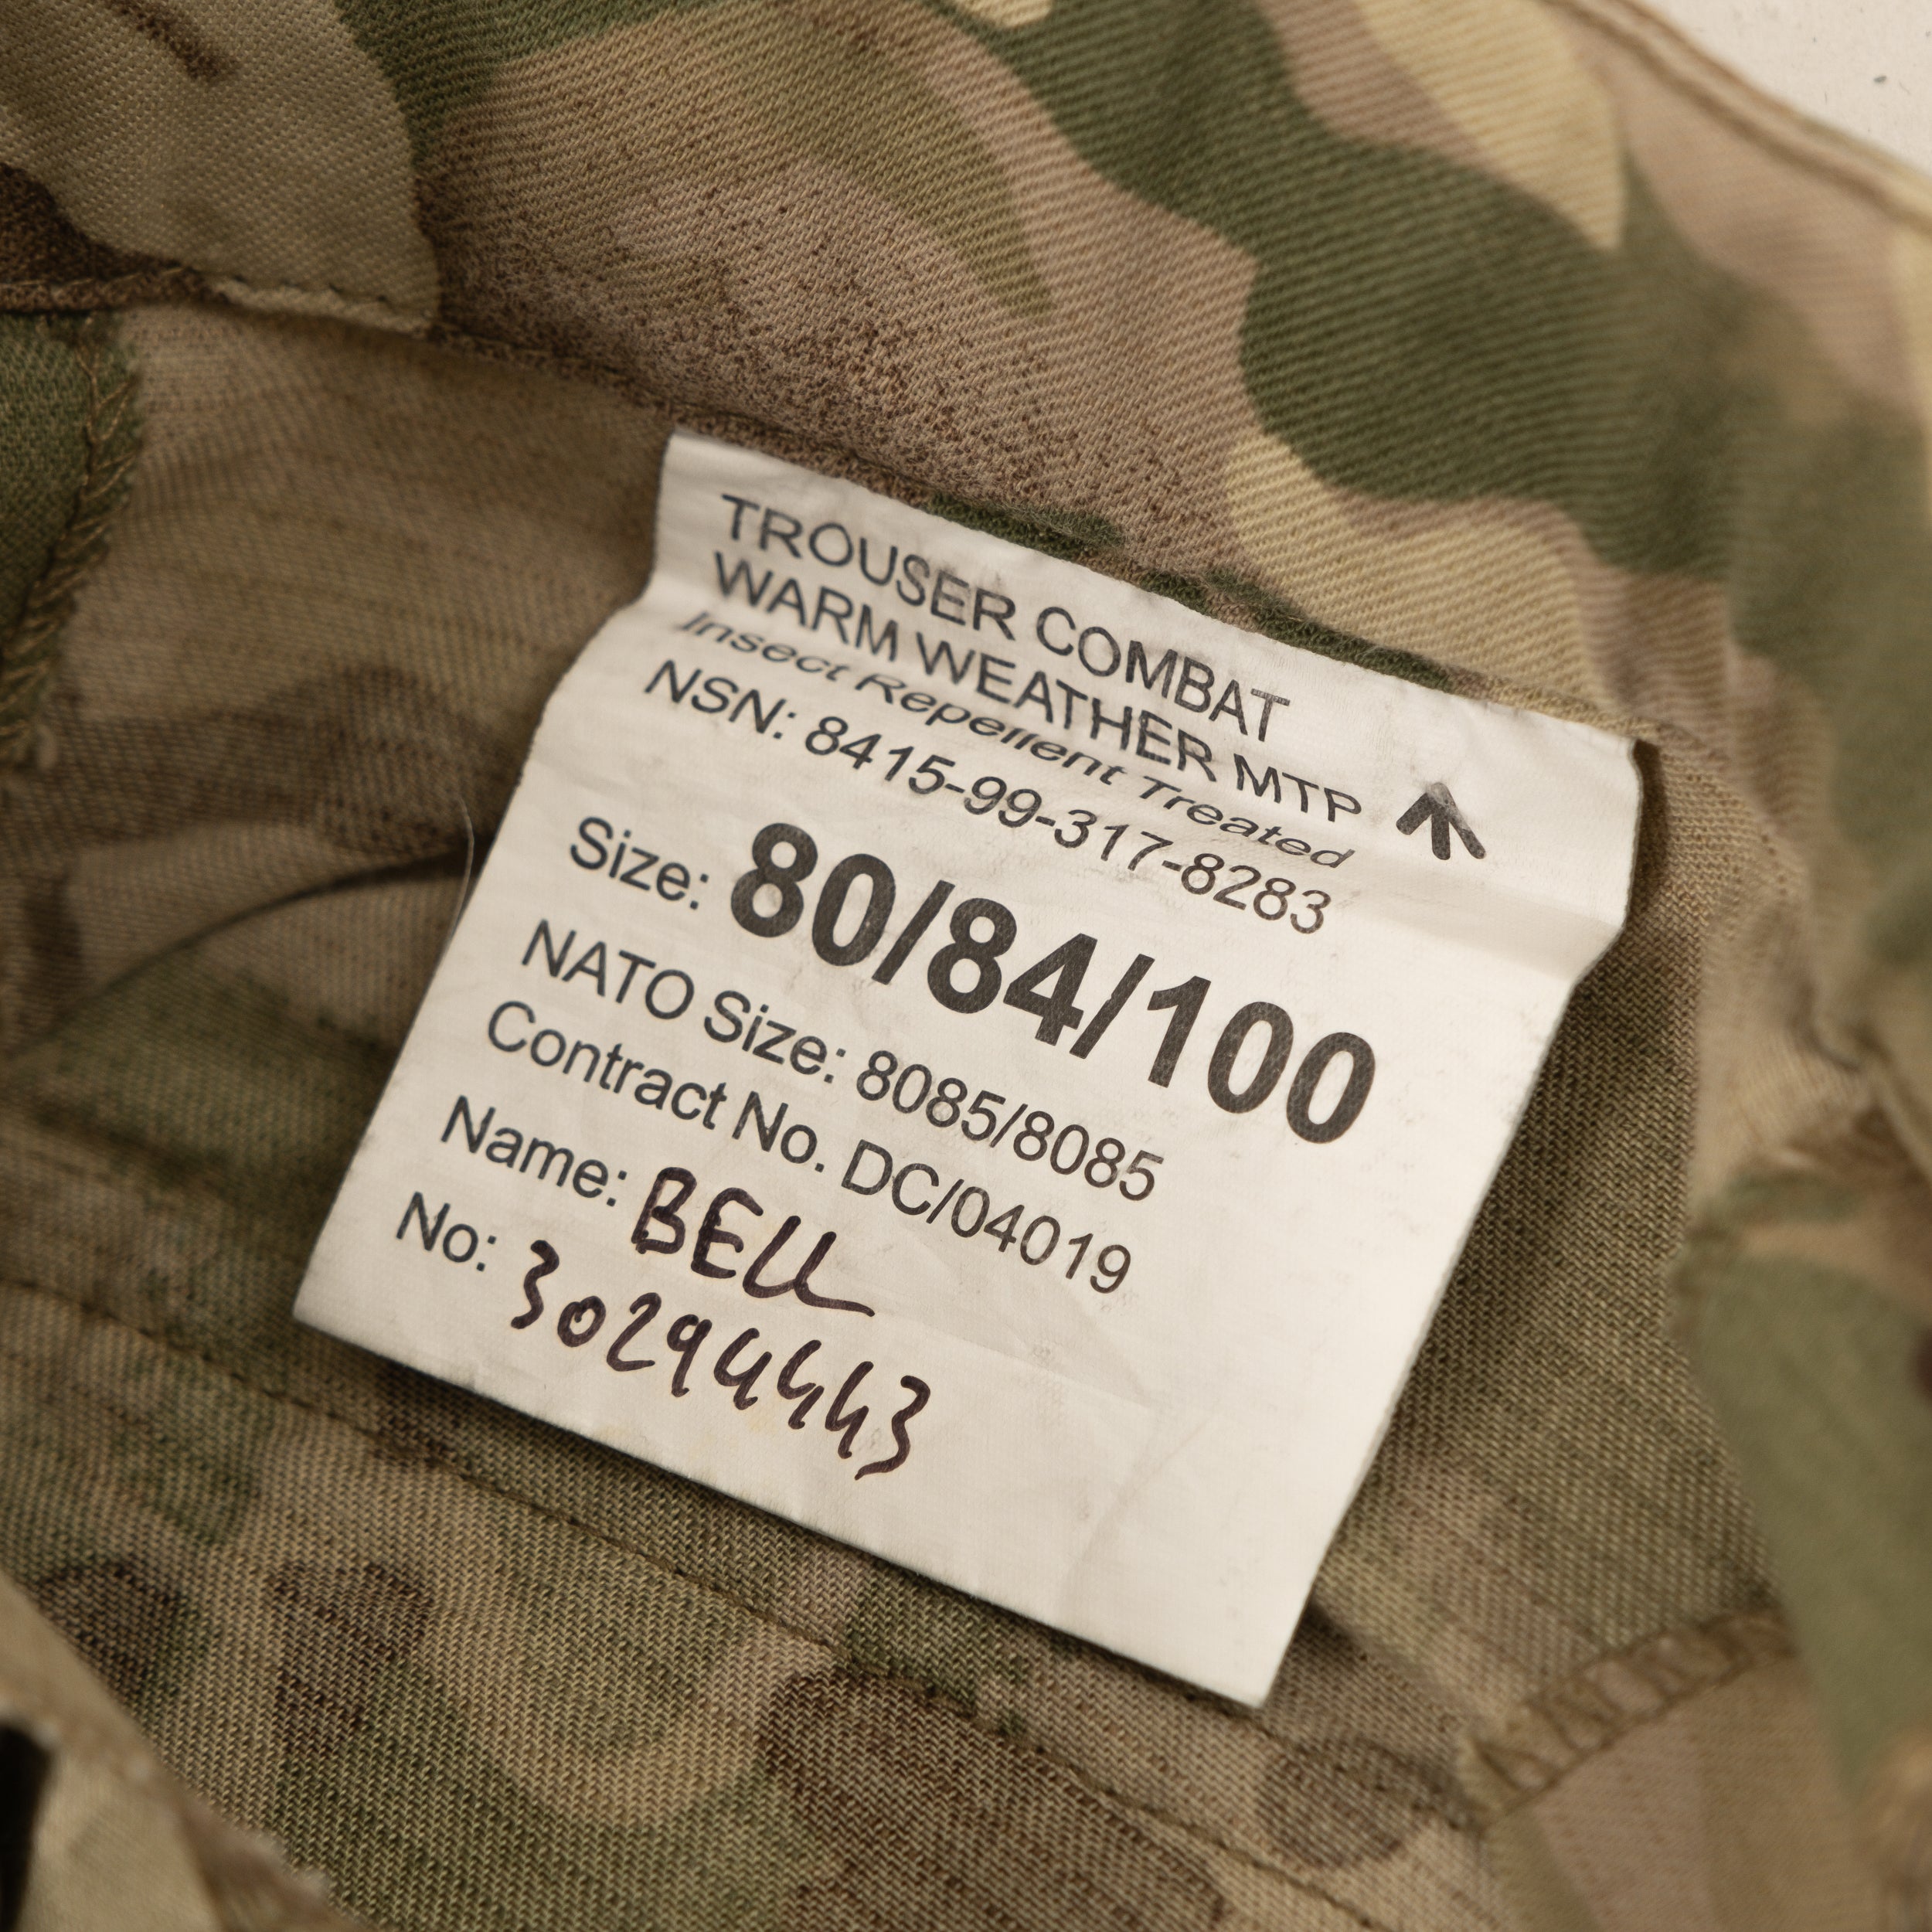 TROUSER COMBAT
WARM WEATHER MTP
Insect Repellent Treated
NSN: 8415-99-317-8283
Size: 80/84/100
NATO Size: 8085/8085
Contract No. DC/04019
Name: BELL
No: 30294443